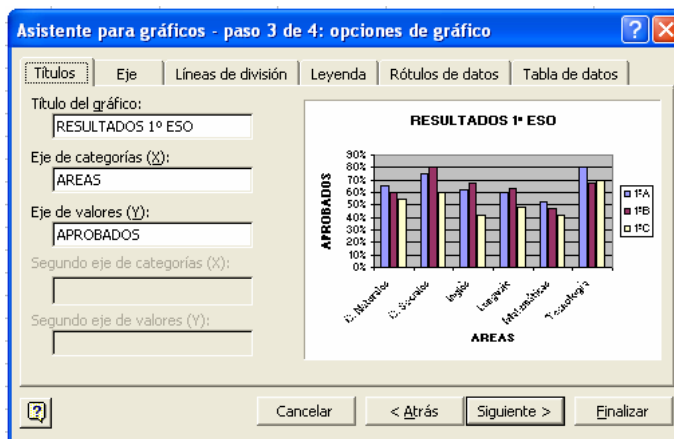 Asistente para gráficos - paso 3 de 4: opciones de gráfico
Títulos
Eje
Líneas de división
Leyenda
Rótulos de datos
Tabla de datos
Título del gráfico:
RESULTADOS 1º ESO
Eje de categorías (X):
AREAS
Eje de valores (Y):
APROBADOS
Segundo eje de categorías (X):
Segundo eje de valores (Y):
RESULTADOS 1º ESO
APROBADOS
90%
80%
70%
60%
50%
40%
30%
20%
10%
0%
C. Naturales
C. Sociales
Inglés
Matemáticas
Tecnología
AREAS
1ºA
1ºB
1ºC
Cancelar
< Atrás
Siguiente >
Finalizar